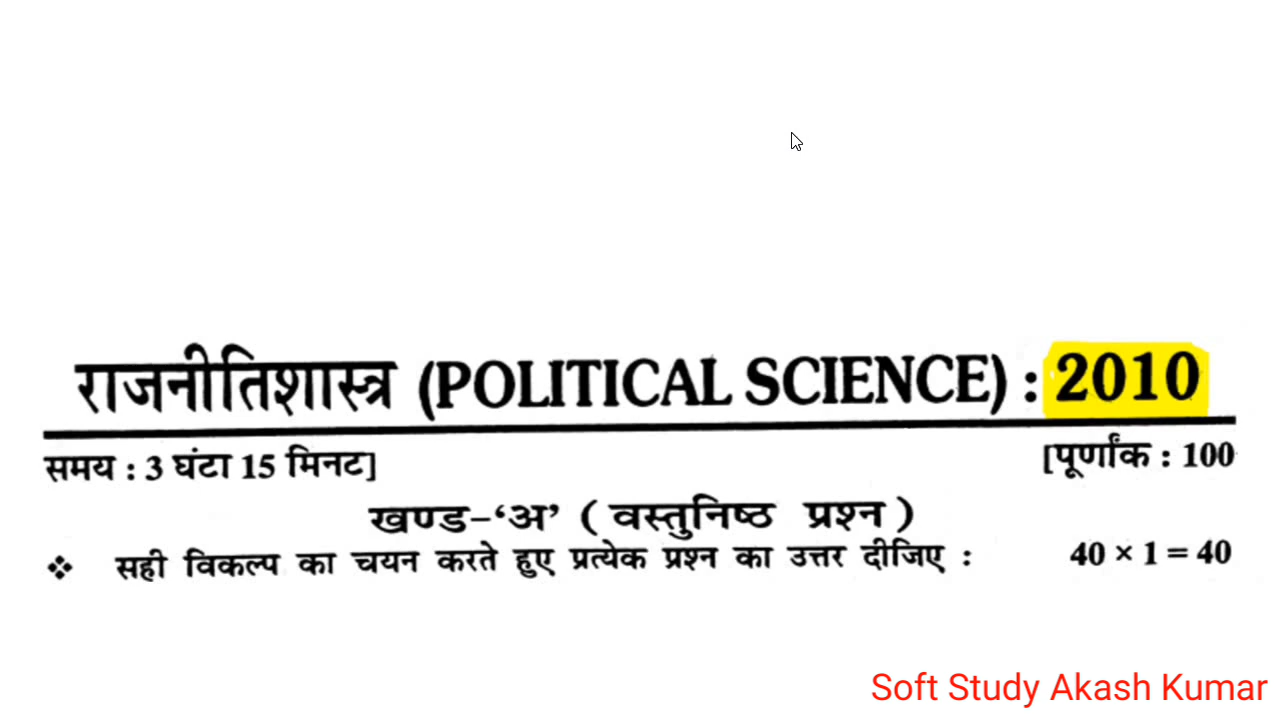 राजनीतिशास्त्र (POLITICAL SCIENCE) : 2010
समय : 3 घंटा 15 मिनट] [पूर्णांक : 100
खण्ड-‘अ’ ( वस्तुनिष्ठ प्रश्न )
❖ सही विकल्प का चयन करते हुए प्रत्येक प्रश्न का उत्तर दीजिए : 40 × 1 = 40
Soft Study Akash Kumar